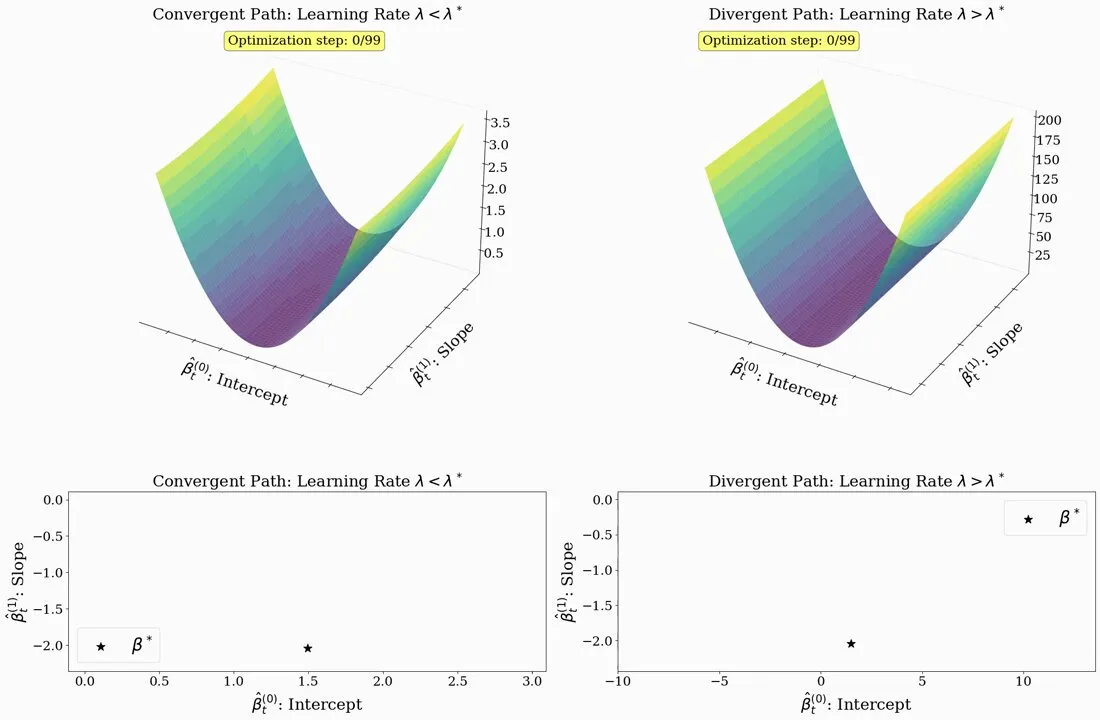 Convergent Path: Learning Rate λ < λ*
Optimization step: 0/99
3.5
3.0
2.5
2.0
1.5
1.0
0.5
β̂ₜ⁽⁰⁾: Intercept
β̂ₜ⁽¹⁾: Slope
Divergent Path: Learning Rate λ > λ*
Optimization step: 0/99
200
175
150
125
100
75
50
25
β̂ₜ⁽⁰⁾: Intercept
β̂ₜ⁽¹⁾: Slope
Convergent Path: Learning Rate λ < λ*
β̂ₜ⁽¹⁾: Slope
0.0
−0.5
−1.0
−1.5
−2.0
β*
0.0 0.5 1.0 1.5 2.0 2.5 3.0
β̂ₜ⁽⁰⁾: Intercept
Divergent Path: Learning Rate λ > λ*
β̂ₜ⁽¹⁾: Slope
0.0
−0.5
−1.0
−1.5
−2.0
β*
−10 −5 0 5 10
β̂ₜ⁽⁰⁾: Intercept